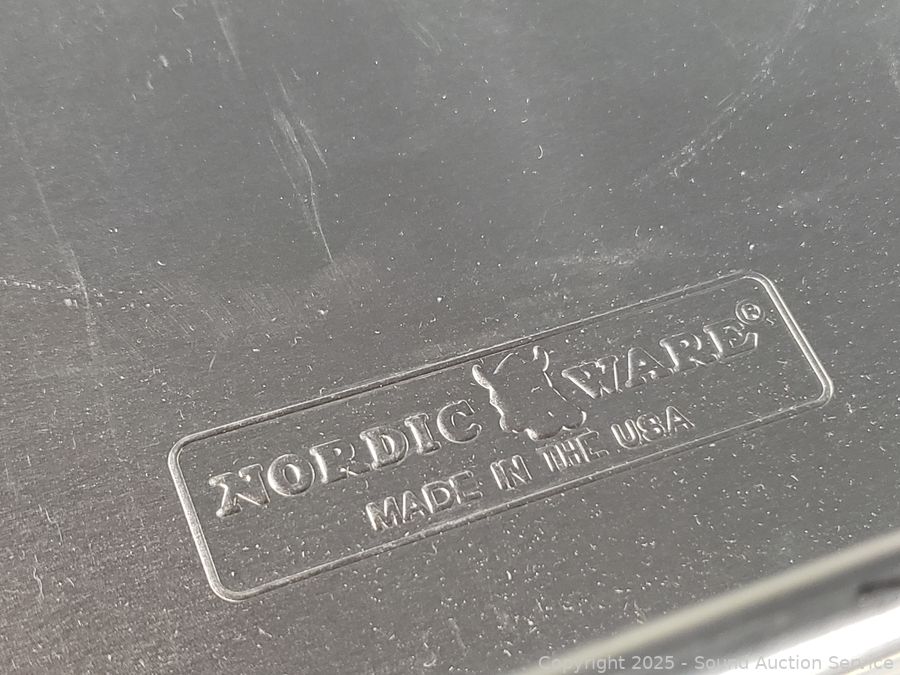 NORDIC WARE®
MADE IN THE USA
Copyright 2025 - Sound Auction Service